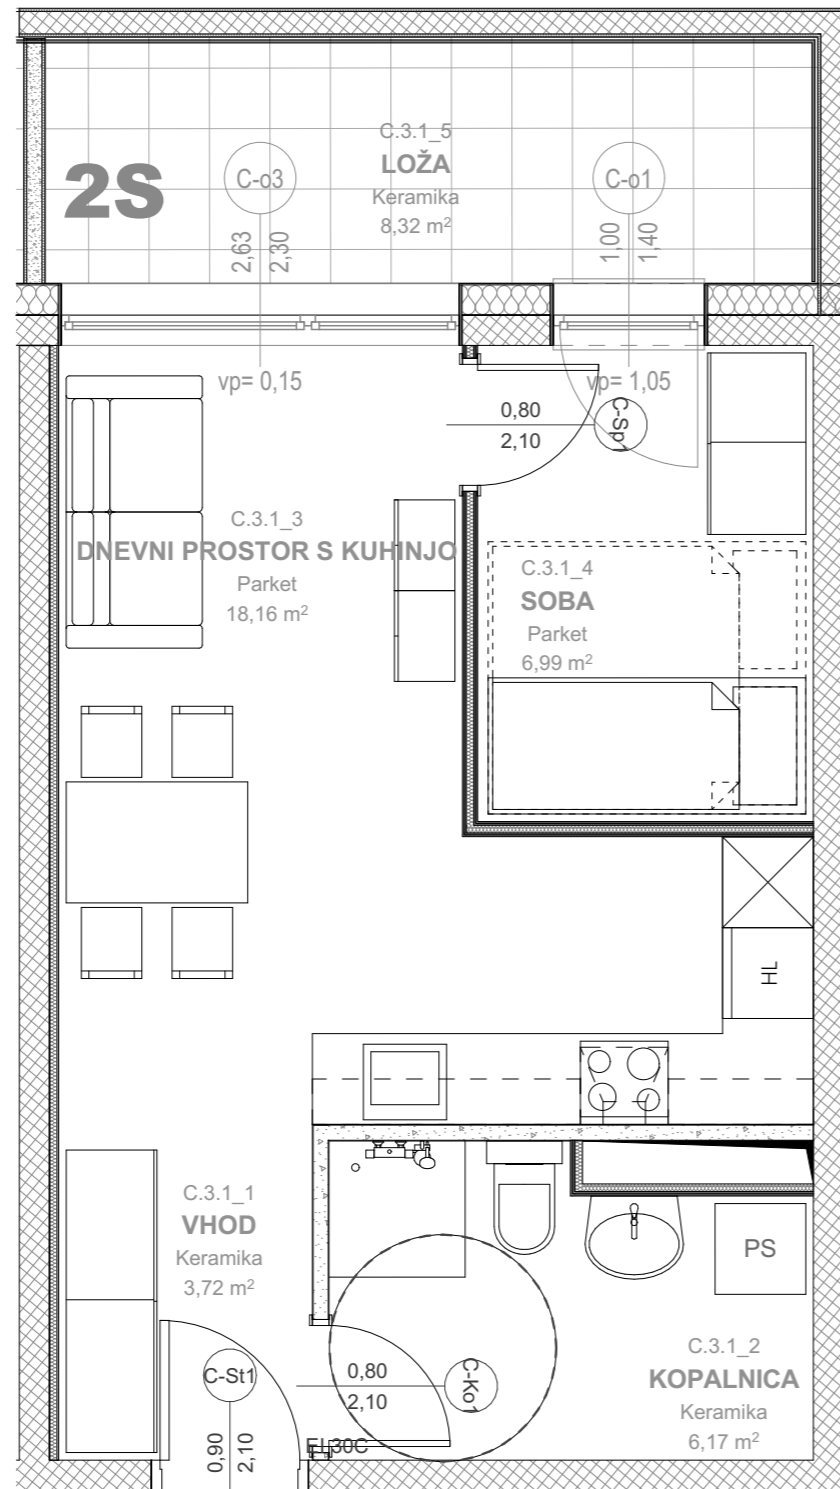 2S
C-o3
2,63
2,30
vp= 0,15
C.3.1_5
LOŽA
Keramika
8,32 m²
C-o1
1,00
1,40
vp= 1,05
0,80
2,10
C-Sp1
C.3.1_3
DNEVNI PROSTOR S KUHINJO
Parket
18,16 m²
C.3.1_4
SOBA
Parket
6,99 m²
HL
C.3.1_1
VHOD
Keramika
3,72 m²
PS
C-St1
0,90
2,10
0,80
2,10
C-Ko1
EI 30C
C.3.1_2
KOPALNICA
Keramika
6,17 m²